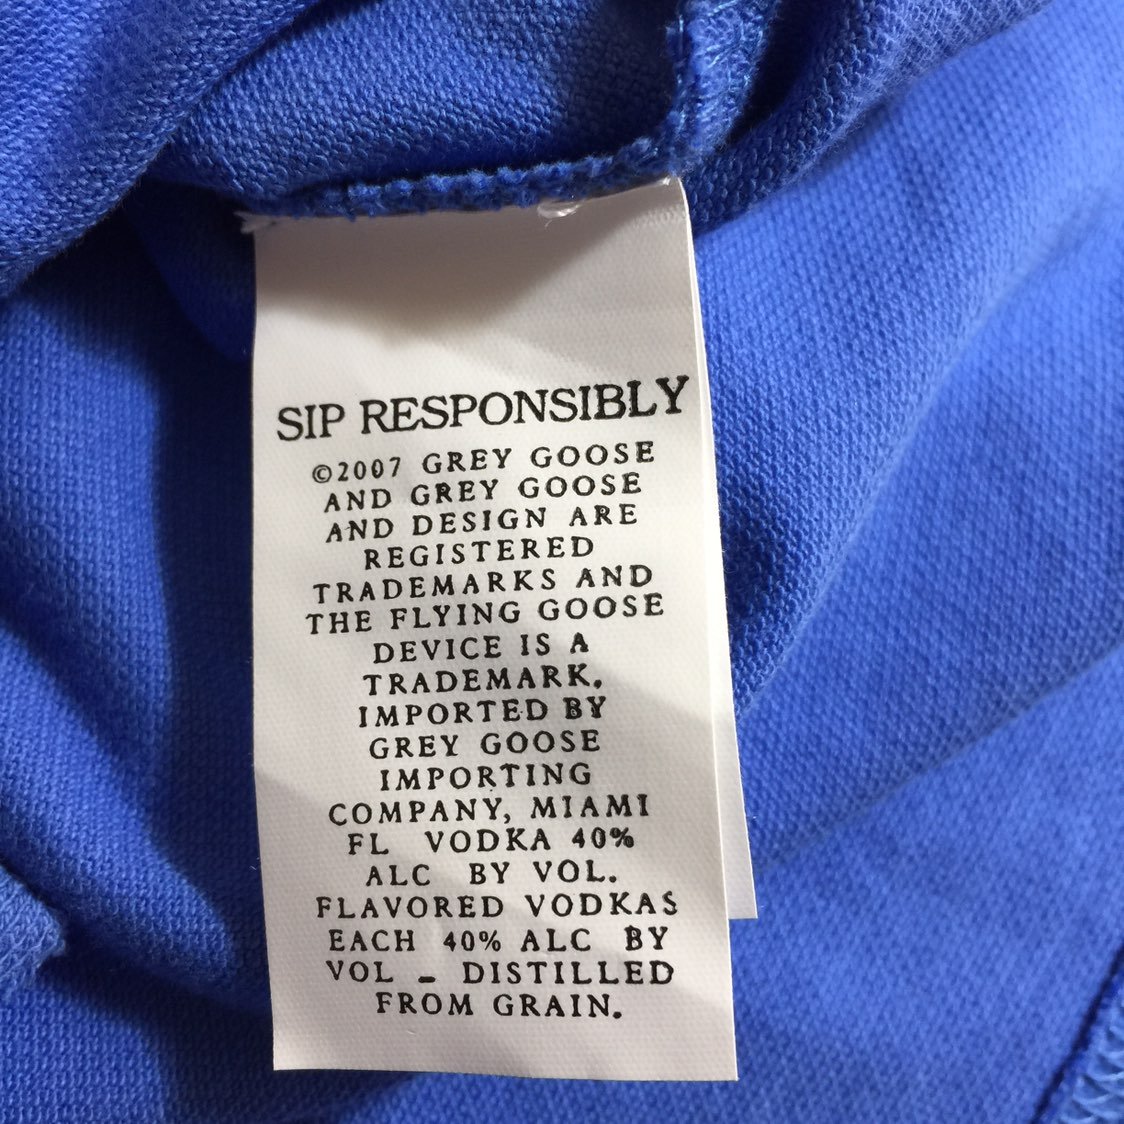 SIP RESPONSIBLY
©2007 GREY GOOSE
AND GREY GOOSE
AND DESIGN ARE
REGISTERED
TRADEMARKS AND
THE FLYING GOOSE
DEVICE IS A
TRADEMARK.
IMPORTED BY
GREY GOOSE
IMPORTING
COMPANY, MIAMI
FL VODKA 40%
ALC BY VOL.
FLAVORED VODKAS
EACH 40% ALC BY
VOL - DISTILLED
FROM GRAIN.